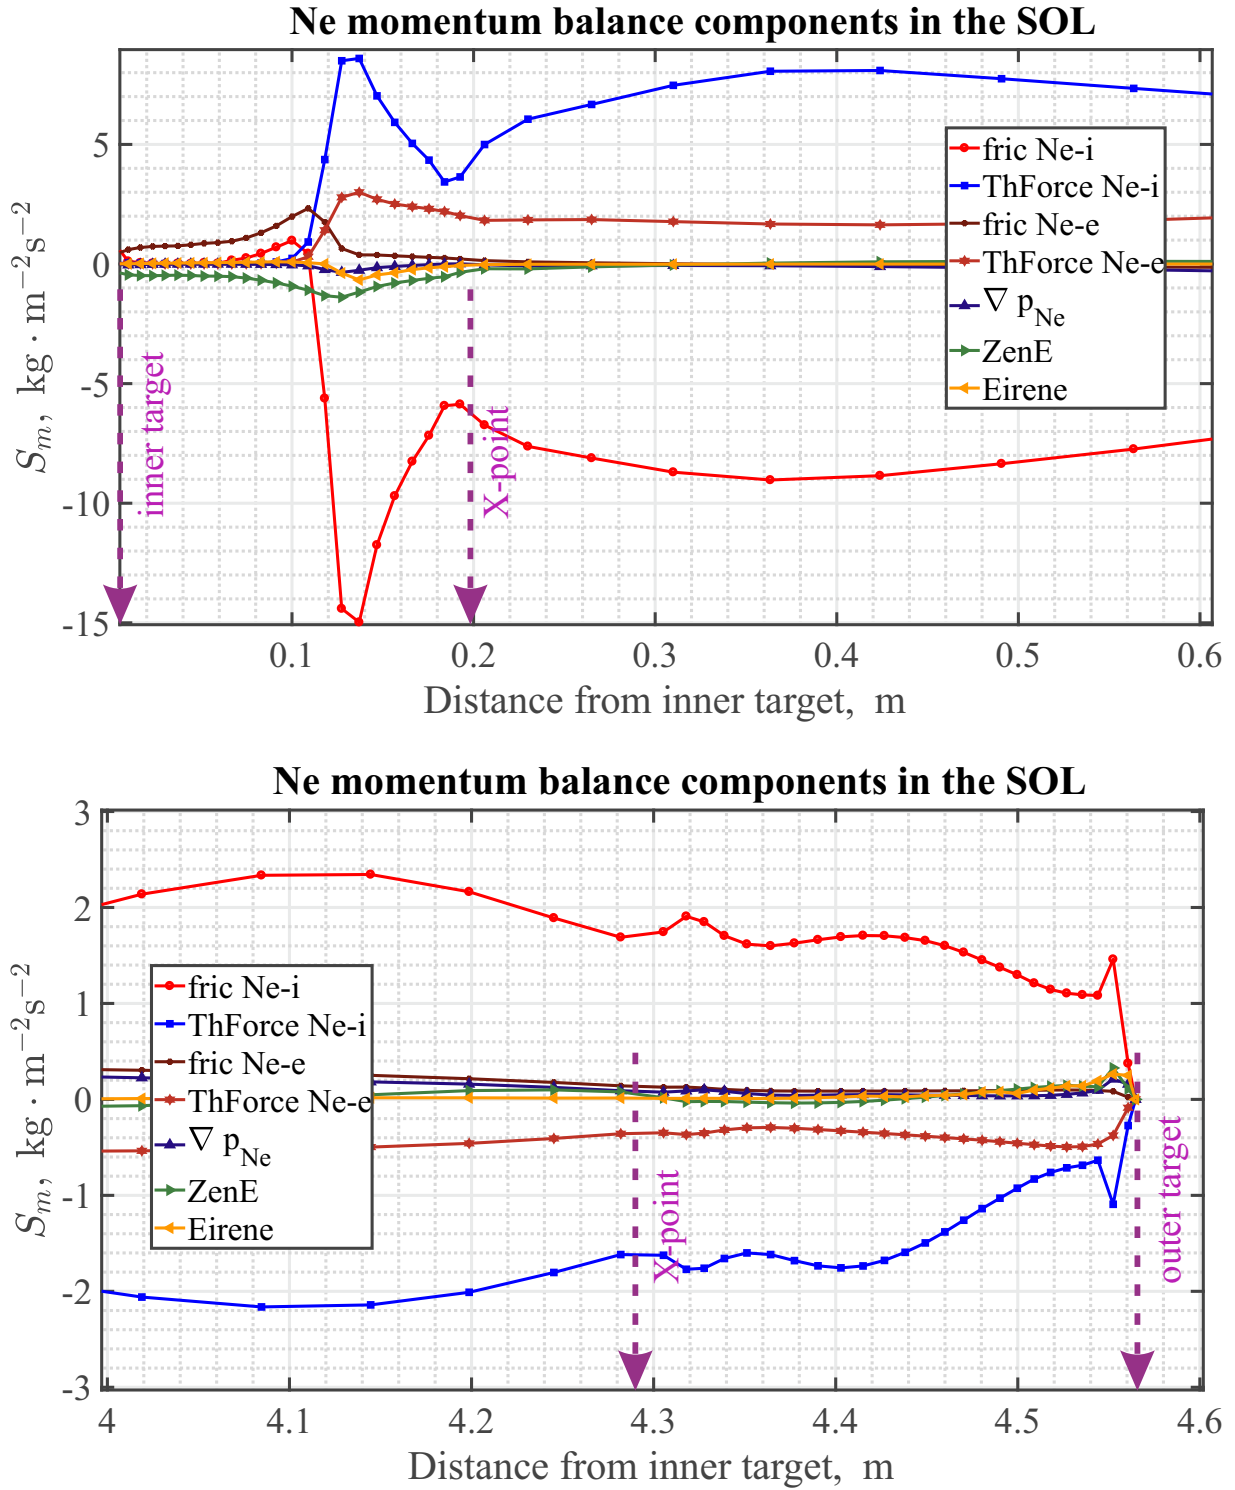 Ne momentum balance components in the SOL
5
0
-5
-10
-15
S_m, kg · m⁻²s⁻²
inner target
X-point
fric Ne-i
ThForce Ne-i
fric Ne-e
ThForce Ne-e
∇ p_Ne
ZenE
Eirene
0.1 0.2 0.3 0.4 0.5 0.6
Distance from inner target, m
Ne momentum balance components in the SOL
3
2
1
0
-1
-2
-3
S_m, kg · m⁻²s⁻²
fric Ne-i
ThForce Ne-i
fric Ne-e
ThForce Ne-e
∇ p_Ne
ZenE
Eirene
X-point
outer target
4 4.1 4.2 4.3 4.4 4.5 4.6
Distance from inner target, m